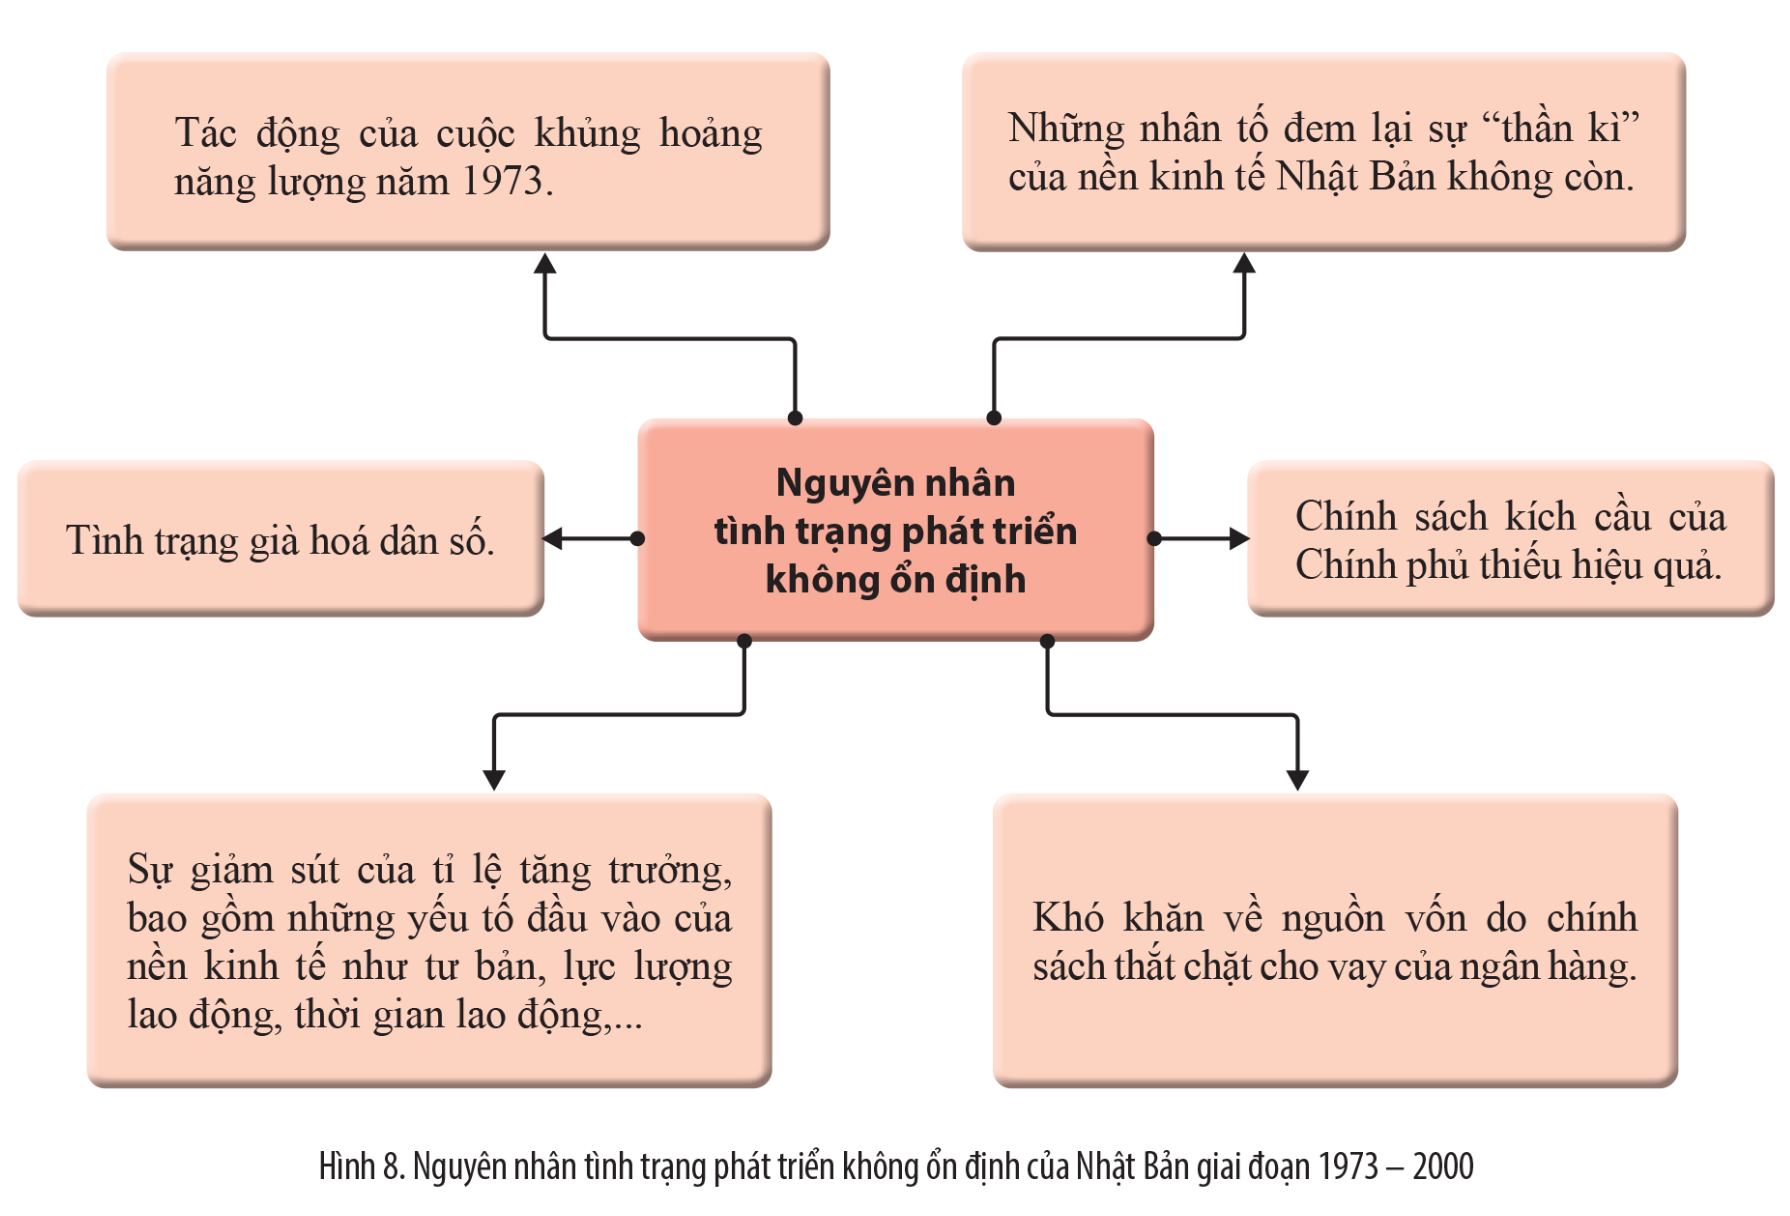 Tác động của cuộc khủng hoảng
năng lượng năm 1973.
Những nhân tố đem lại sự “thần kì”
của nền kinh tế Nhật Bản không còn.
Tình trạng già hoá dân số.
Nguyên nhân
tình trạng phát triển
không ổn định
Chính sách kích cầu của
Chính phủ thiếu hiệu quả.
Sự giảm sút của tỉ lệ tăng trưởng,
bao gồm những yếu tố đầu vào của
nền kinh tế như tư bản, lực lượng
lao động, thời gian lao động,...
Khó khăn về nguồn vốn do chính
sách thắt chặt cho vay của ngân hàng.
Hình 8. Nguyên nhân tình trạng phát triển không ổn định của Nhật Bản giai đoạn 1973 – 2000